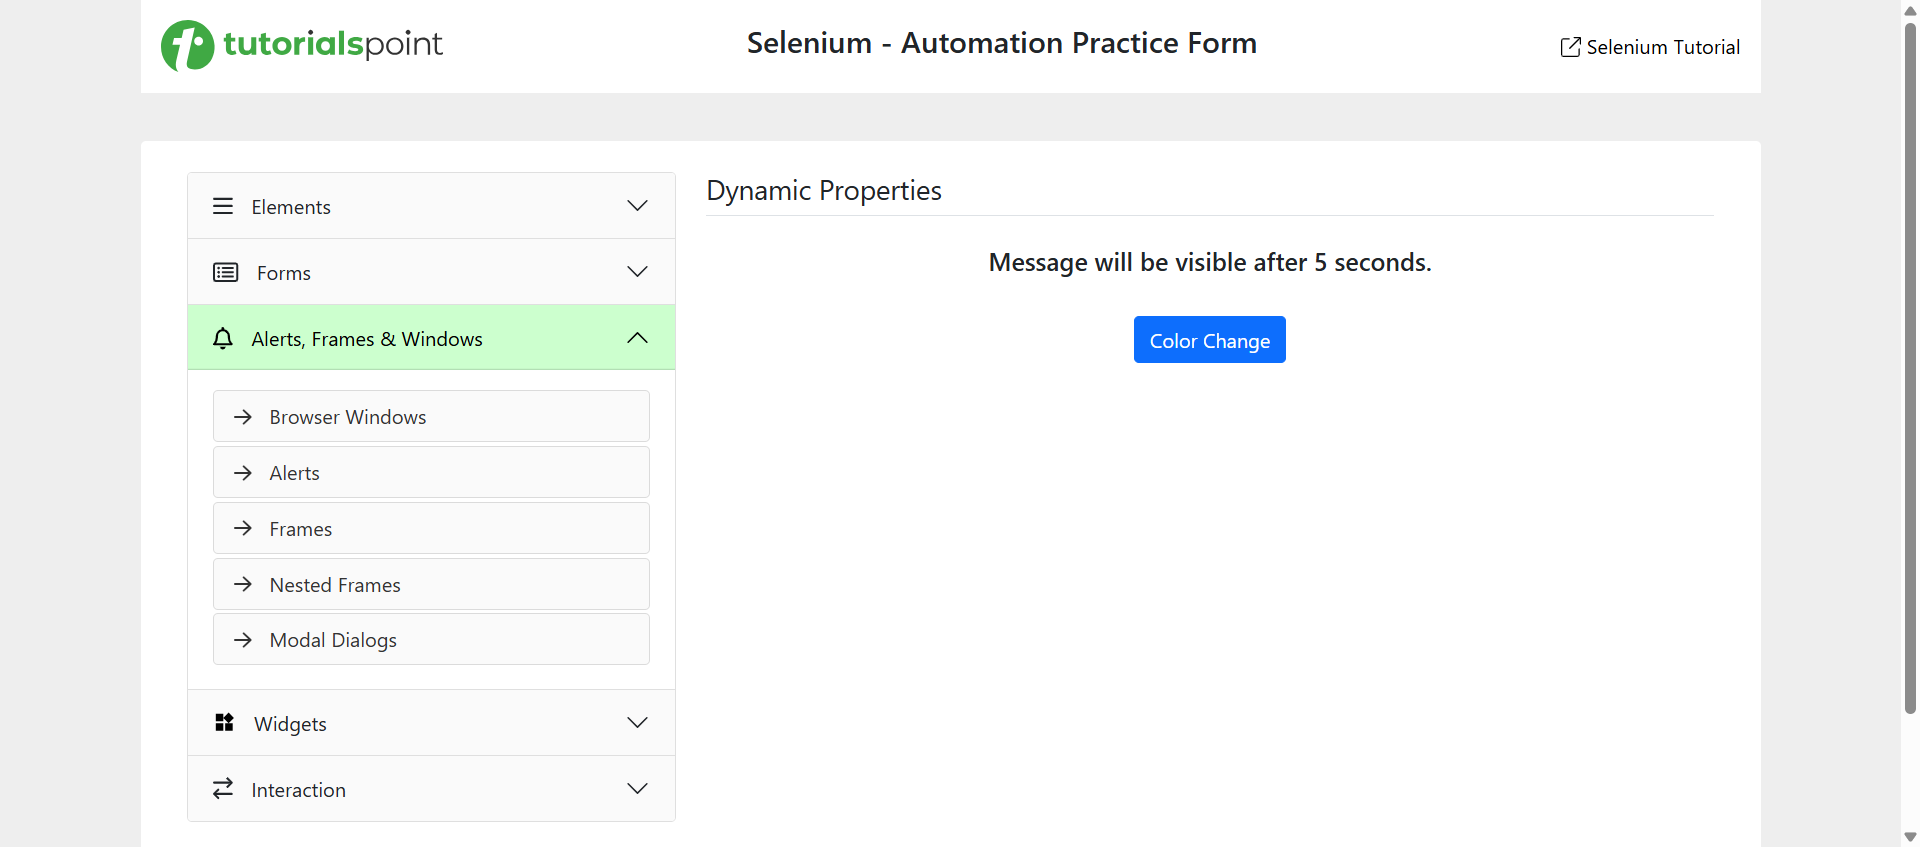 tutorialspoint
Selenium - Automation Practice Form
Selenium Tutorial
Elements
Forms
Alerts, Frames & Windows
Browser Windows
Alerts
Frames
Nested Frames
Modal Dialogs
Widgets
Interaction
Dynamic Properties
Message will be visible after 5 seconds.
Color Change